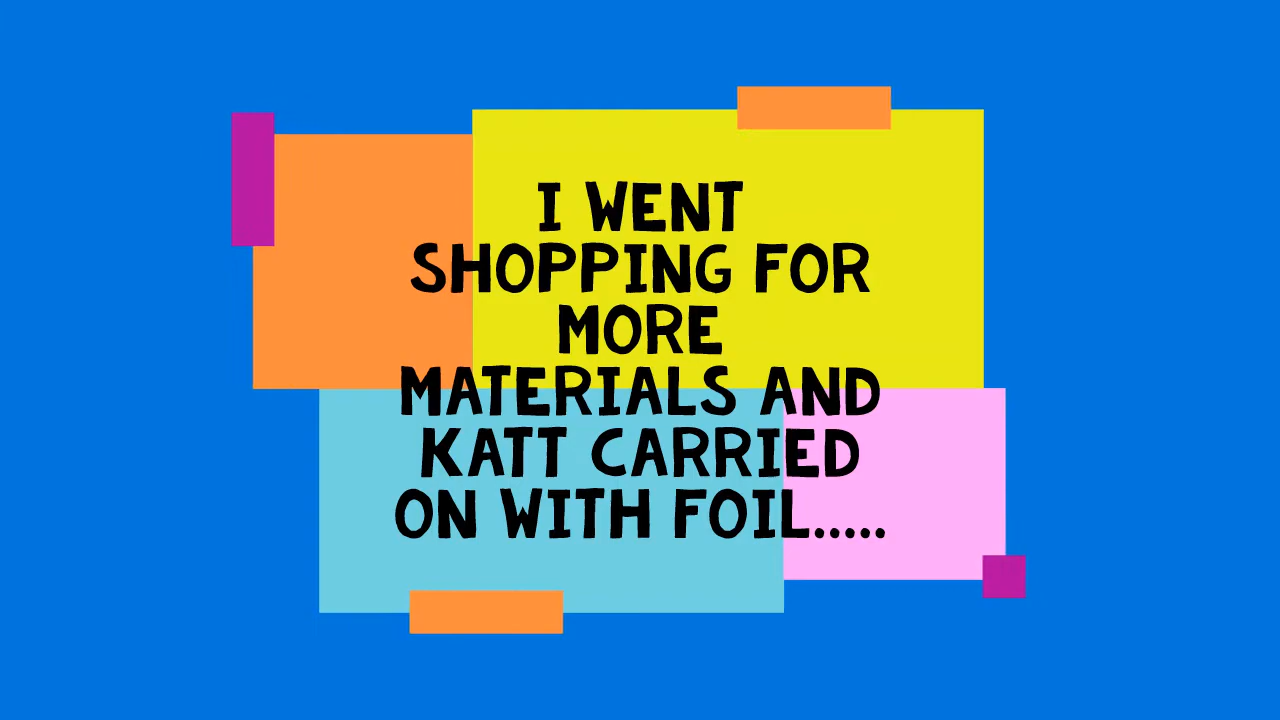 I WENT
SHOPPING FOR
MORE
MATERIALS AND
KATT CARRIED
ON WITH FOIL.....